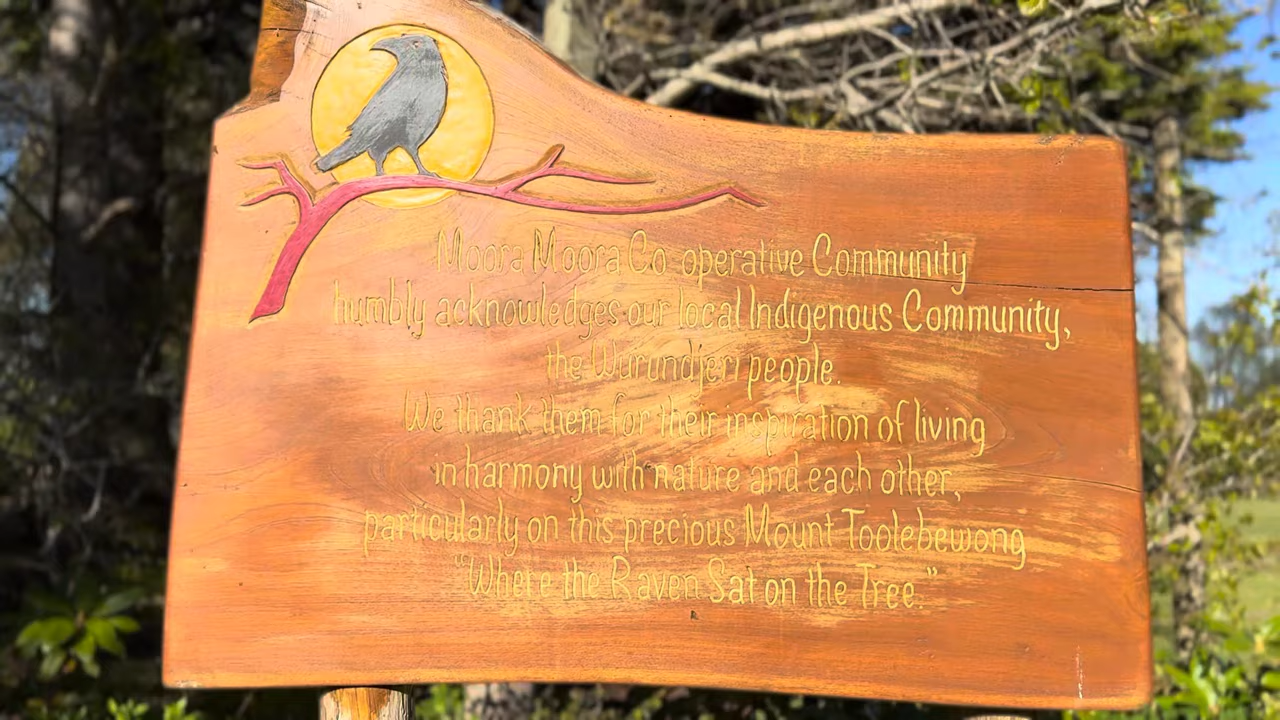 Moora Moora Co operative Community
humbly acknowledges our local Indigenous Community,
the Wurundjeri people.
We thank them for their inspiration of living
in harmony with nature and each other,
particularly on this precious Mount Toolebewong
"Where the Raven Sat on the Tree."